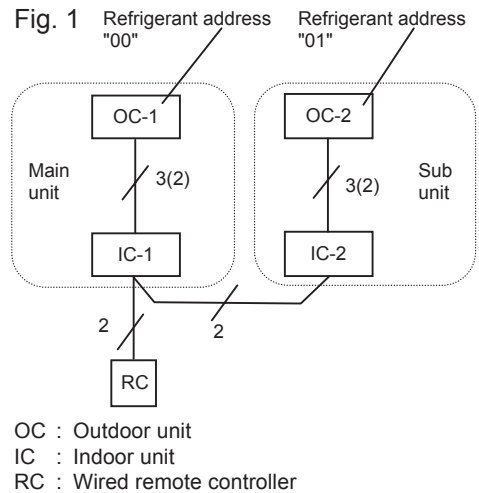 Fig. 1
Refrigerant address
"00"
Refrigerant address
"01"
OC-1
OC-2
Main
unit
3(2)
3(2)
Sub
unit
IC-1
IC-2
2
2
RC
OC : Outdoor unit
IC : Indoor unit
RC : Wired remote controller